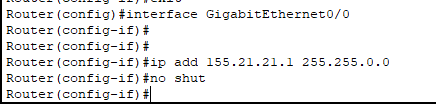 Router(config)#interface GigabitEthernet0/0
Router(config-if)#
Router(config-if)#
Router(config-if)#ip add 155.21.21.1 255.255.0.0
Router(config-if)#no shut
Router(config-if)#